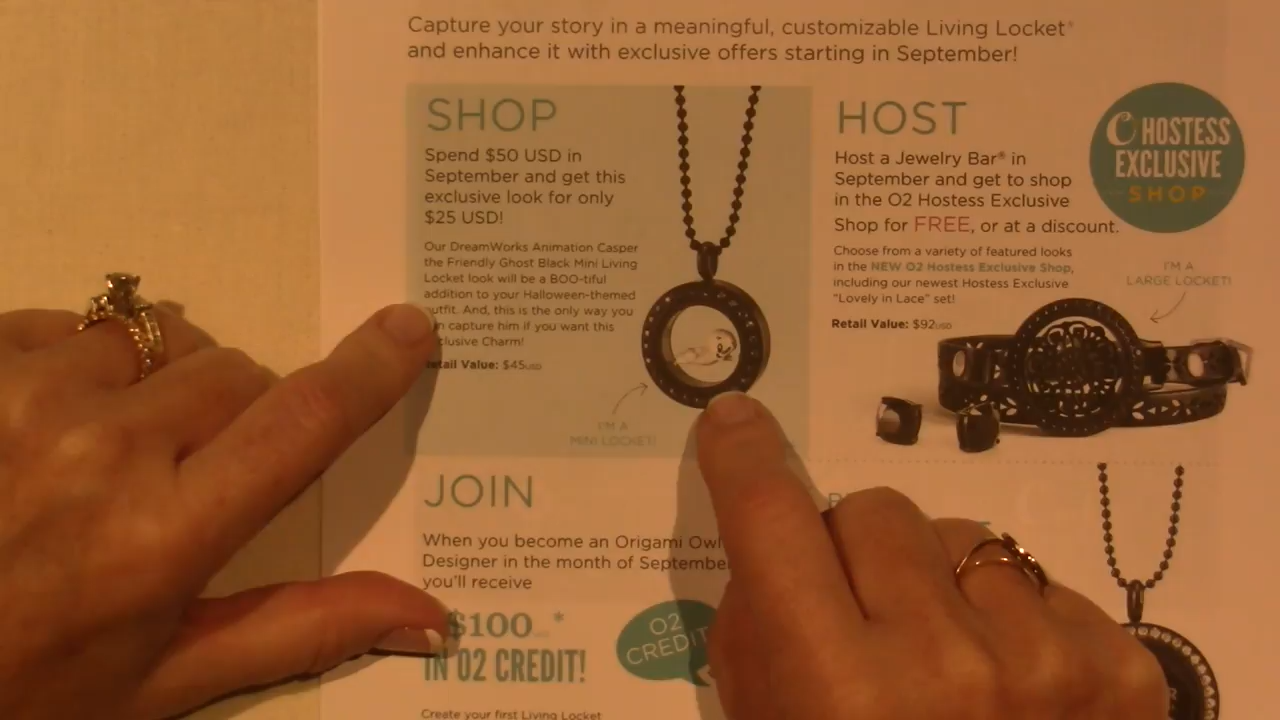 Capture your story in a meaningful, customizable Living Locket®
and enhance it with exclusive offers starting in September!
SHOP
Spend $50 USD in
September and get this
exclusive look for only
$25 USD!
Our DreamWorks Animation Casper
the Friendly Ghost Black Mini Living
Locket look will be a BOO-tiful
addition to your Halloween-themed
outfit. And, this is the only way you
can capture him if you want this
exclusive Charm!
Retail Value: $45USD
I'M A
MINI LOCKET!
HOST
Host a Jewelry Bar® in
September and get to shop
in the O2 Hostess Exclusive
Shop for FREE, or at a discount.
Choose from a variety of featured looks
in the NEW O2 Hostess Exclusive Shop,
including our newest Hostess Exclusive
"Lovely in Lace" set!
Retail Value: $92USD
HOSTESS
EXCLUSIVE
SHOP
I'M A
LARGE LOCKET!
JOIN
When you become an Origami Owl
Designer in the month of September
you'll receive
$100 *
IN O2 CREDIT!
O2
CREDIT
Create your first Living Locket